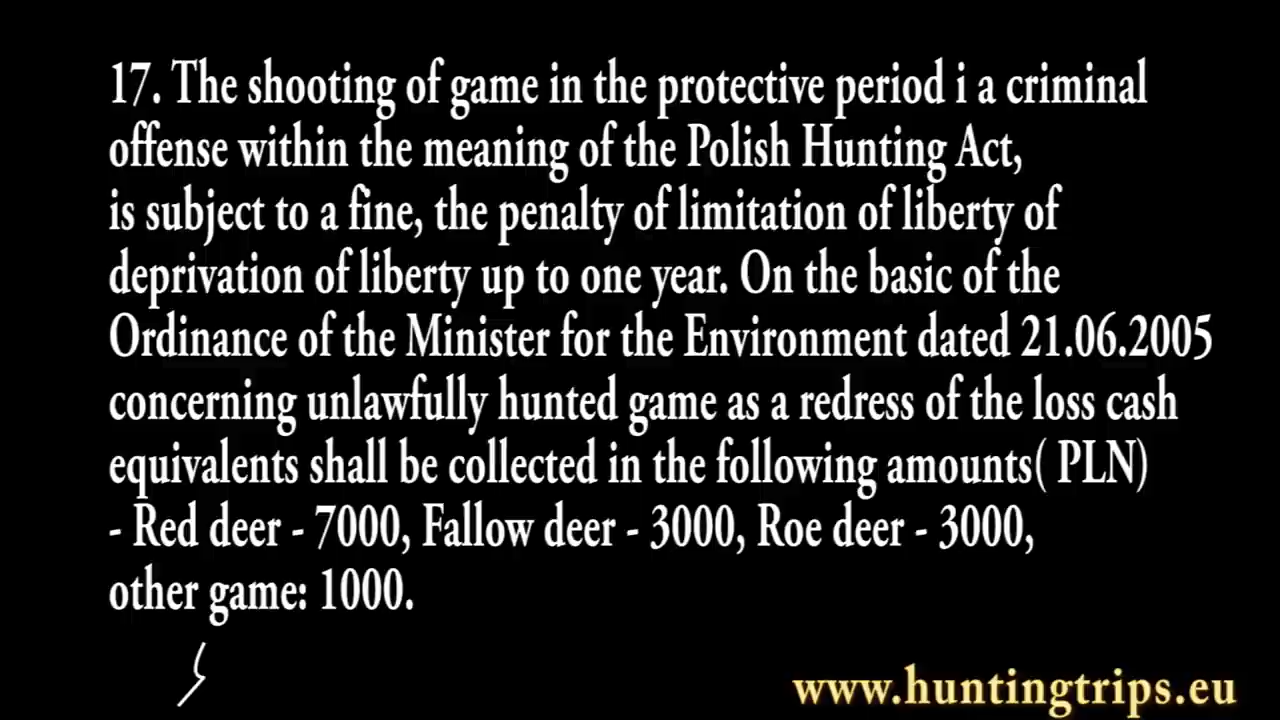 17. The shooting of game in the protective period i a criminal
offense within the meaning of the Polish Hunting Act,
is subject to a fine, the penalty of limitation of liberty of
deprivation of liberty up to one year. On the basic of the
Ordinance of the Minister for the Environment dated 21.06.2005
concerning unlawfully hunted game as a redress of the loss cash
equivalents shall be collected in the following amounts( PLN)
- Red deer - 7000, Fallow deer - 3000, Roe deer - 3000,
other game: 1000.
www.huntingtrips.eu